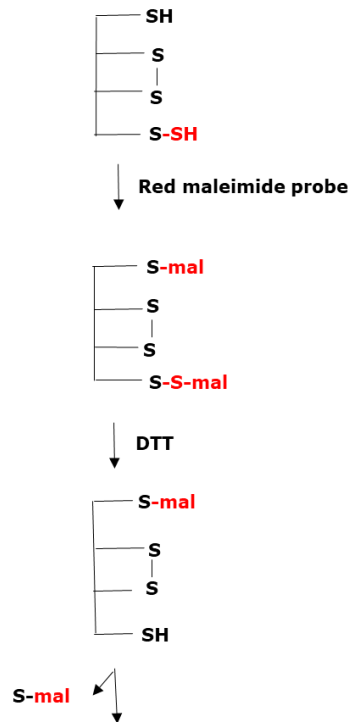 SH
S
S
S-SH
Red maleimide probe
S-mal
S
S
S-S-mal
DTT
S-mal
S
S
SH
S-mal